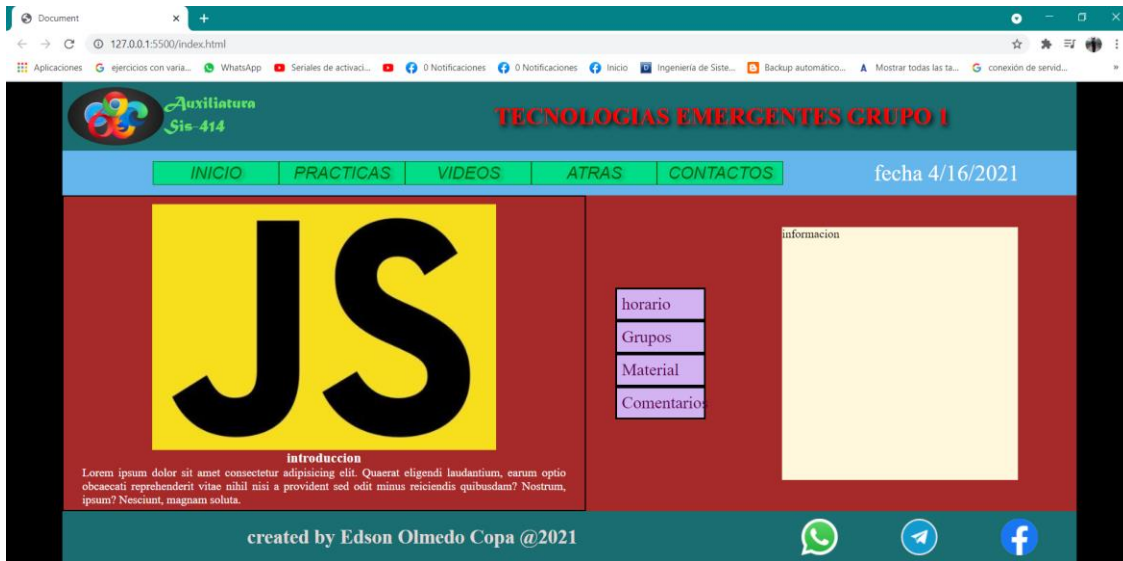 Document
127.0.0.1:5500/index.html
Aplicaciones ejercicios con varia... WhatsApp Seriales de activaci... 0 Notificaciones 0 Notificaciones Inicio Ingeniería de Siste... Backup automático... Mostrar todas las ta... conexión de servid... »
Auxiliatura
Sis-414
TECNOLOGIAS EMERGENTES GRUPO 1
INICIO PRACTICAS VIDEOS ATRAS CONTACTOS fecha 4/16/2021
JS
introduccion
Lorem ipsum dolor sit amet consectetur adipisicing elit. Quaerat eligendi laudantium, earum optio
obcaecati reprehenderit vitae nihil nisi a provident sed odit minus reiciendis quibusdam? Nostrum,
ipsum? Nesciunt, magnam soluta.
horario
Grupos
Material
Comentarios
informacion
created by Edson Olmedo Copa @2021